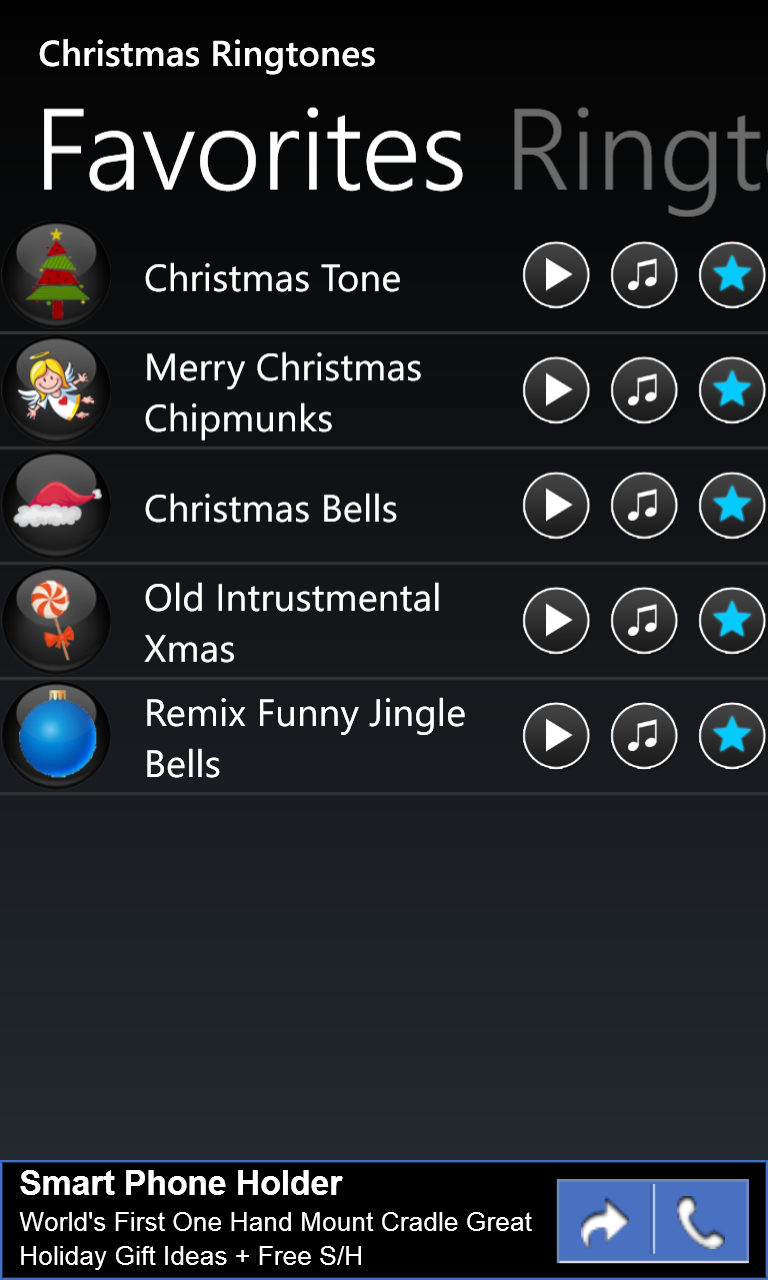 Christmas Ringtones
Favorites Ringt
Christmas Tone
Merry Christmas
Chipmunks
Christmas Bells
Old Intrustmental
Xmas
Remix Funny Jingle
Bells
Smart Phone Holder
World's First One Hand Mount Cradle Great
Holiday Gift Ideas + Free S/H